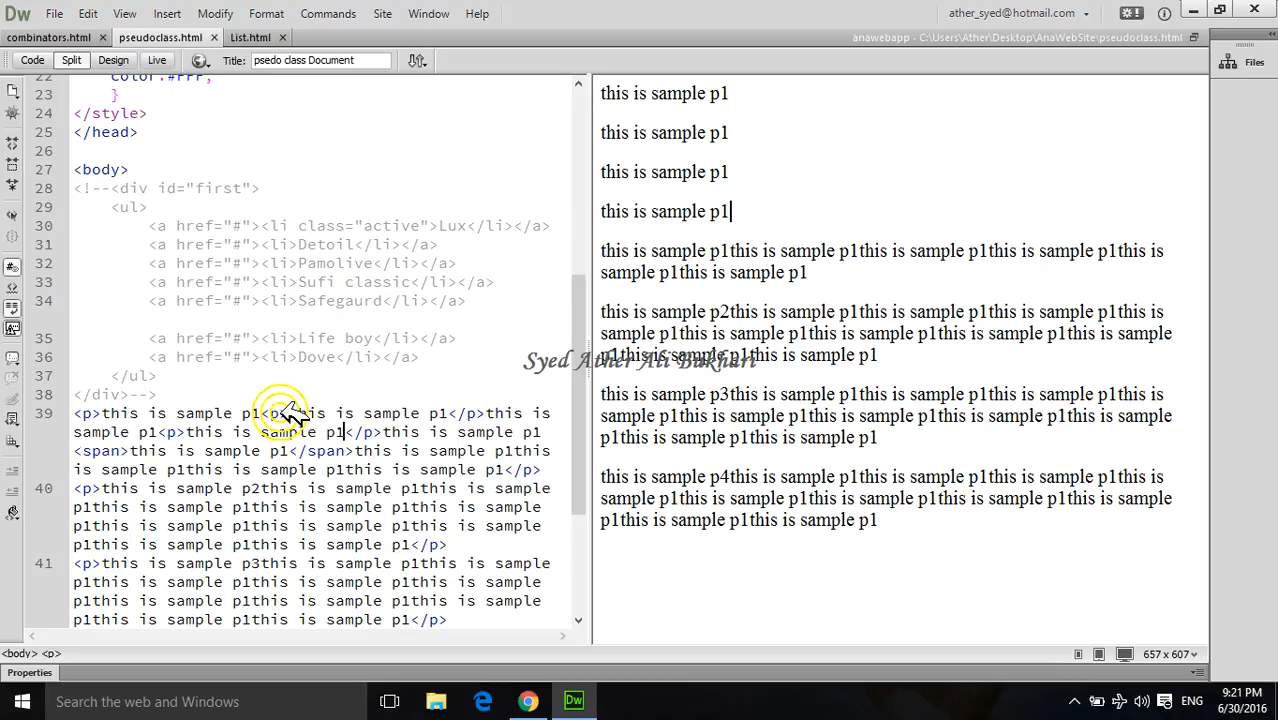 Dw File Edit View Insert Modify Format Commands Site Window Help ather_syed@hotmail.com
combinators.html × pseudoclass.html × List.html × anawebapp - C:\Users\Ather\Desktop\AnaWebSite\pseudoclass.html
Code Split Design Live Title: psedo class Document Files
22 color:#FFF;
23 }
24 </style>
25 </head>
26
27 <body>
28 <!--<div id="first">
29 <ul>
30 <a href="#"><li class="active">Lux</li></a>
31 <a href="#"><li>Detoil</li></a>
32 <a href="#"><li>Pamolive</li></a>
33 <a href="#"><li>Sufi classic</li></a>
34 <a href="#"><li>Safegaurd</li></a>
35 <a href="#"><li>Life boy</li></a>
36 <a href="#"><li>Dove</li></a>
37 </ul>
38 </div>-->
39 <p>this is sample p1<p>this is sample p1</p>this is
sample p1<p>this is sample p1</p>this is sample p1
<span>this is sample p1</span>this is sample p1this
is sample p1this is sample p1this is sample p1</p>
40 <p>this is sample p2this is sample p1this is sample
p1this is sample p1this is sample p1this is sample
p1this is sample p1this is sample p1this is sample
p1this is sample p1this is sample p1</p>
41 <p>this is sample p3this is sample p1this is sample
p1this is sample p1this is sample p1this is sample
p1this is sample p1this is sample p1this is sample
p1this is sample p1this is sample p1</p>
this is sample p1
this is sample p1
this is sample p1
this is sample p1
this is sample p1this is sample p1this is sample p1this is sample p1this is
sample p1this is sample p1
this is sample p2this is sample p1this is sample p1this is sample p1this is
sample p1this is sample p1this is sample p1this is sample p1this is sample
p1this is sample p1this is sample p1
Syed Ather Ali Bukhari
this is sample p3this is sample p1this is sample p1this is sample p1this is
sample p1this is sample p1this is sample p1this is sample p1this is sample
p1this is sample p1this is sample p1
this is sample p4this is sample p1this is sample p1this is sample p1this is
sample p1this is sample p1this is sample p1this is sample p1this is sample
p1this is sample p1this is sample p1
<body> <p> 657 x 607
Properties
Search the web and Windows Dw ENG 9:21 PM
6/30/2016